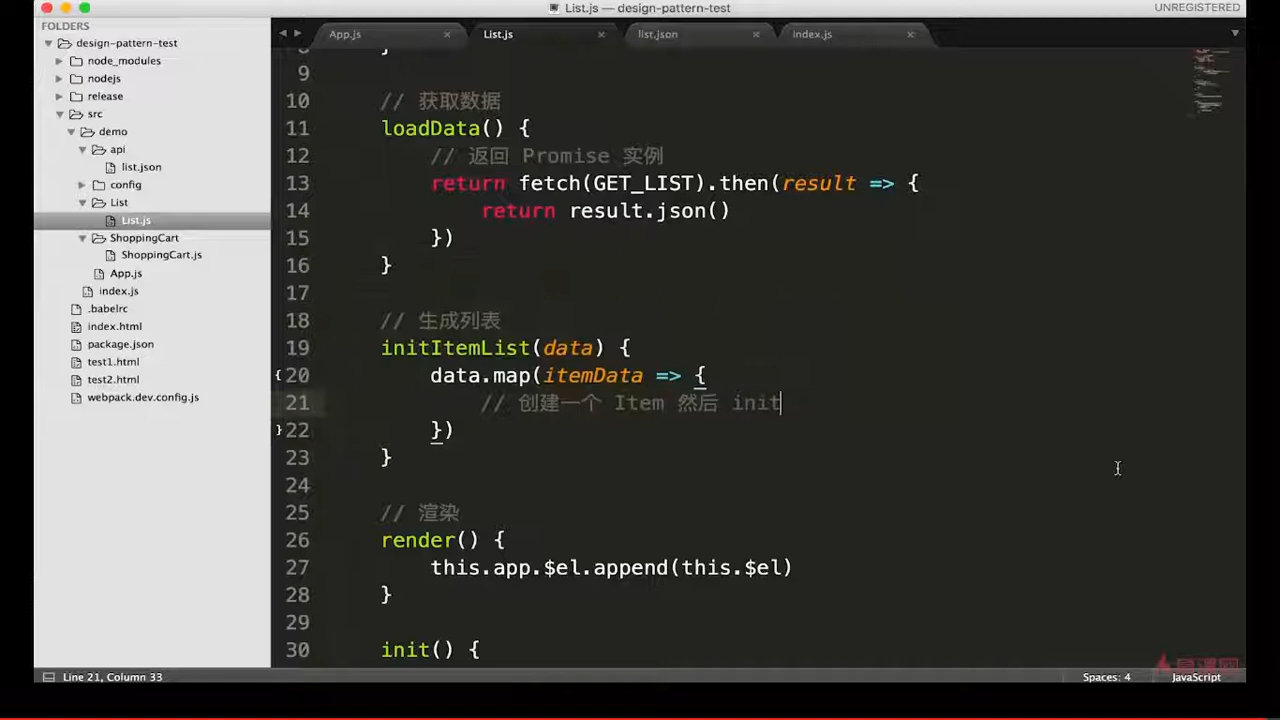 List.js — design-pattern-test
UNREGISTERED
FOLDERS
design-pattern-test
node_modules
nodejs
release
src
demo
api
list.json
config
List
List.js
ShoppingCart
ShoppingCart.js
App.js
index.js
.babelrc
index.html
package.json
test1.html
test2.html
webpack.dev.config.js
App.js
List.js
list.json
index.js
9
10 // 获取数据
11 loadData() {
12 // 返回 Promise 实例
13 return fetch(GET_LIST).then(result => {
14 return result.json()
15 })
16 }
17
18 // 生成列表
19 initItemList(data) {
20 data.map(itemData => {
21 // 创建一个 Item 然后 init
22 })
23 }
24
25 // 渲染
26 render() {
27 this.app.$el.append(this.$el)
28 }
29
30 init() {
Line 21, Column 33
Spaces: 4
JavaScript
慕课网